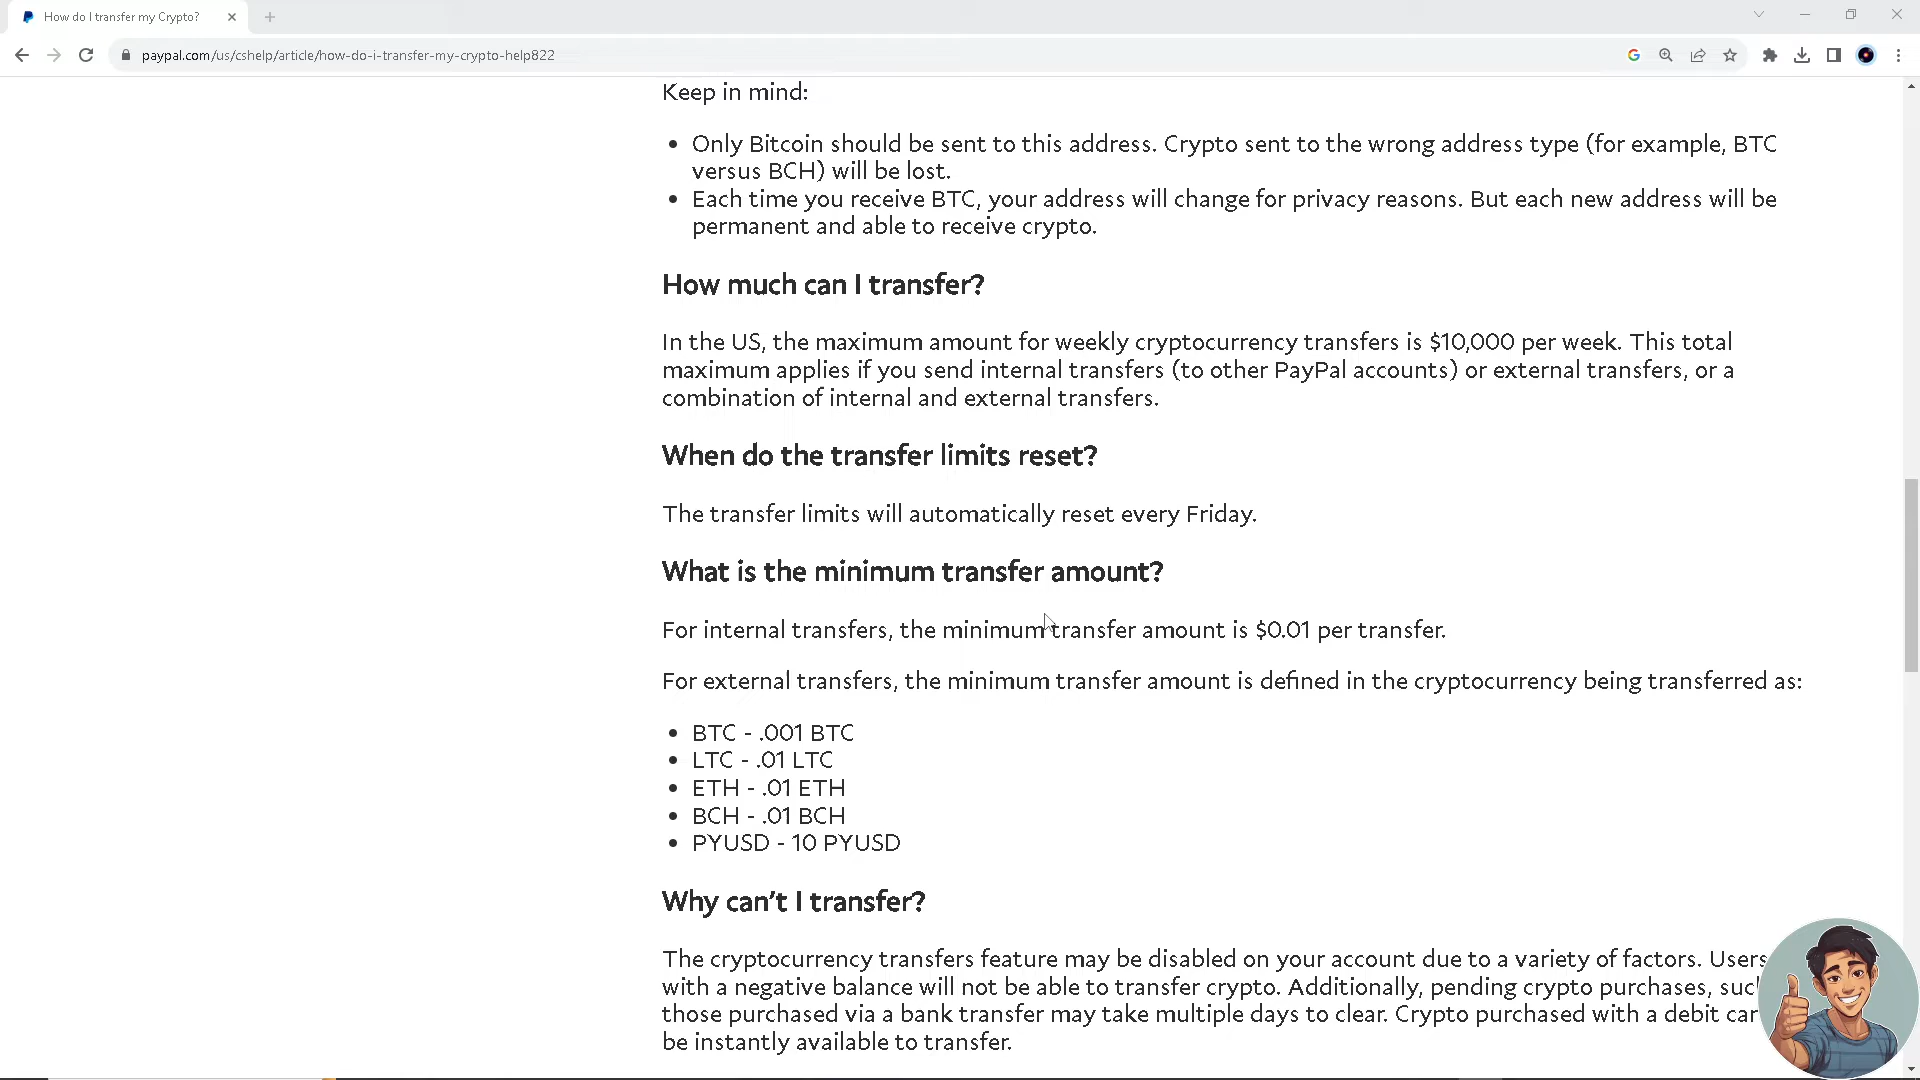 How do I transfer my Crypto?
paypal.com/us/cshelp/article/how-do-i-transfer-my-crypto-help822
Keep in mind:
• Only Bitcoin should be sent to this address. Crypto sent to the wrong address type (for example, BTC
versus BCH) will be lost.
• Each time you receive BTC, your address will change for privacy reasons. But each new address will be
permanent and able to receive crypto.
How much can I transfer?
In the US, the maximum amount for weekly cryptocurrency transfers is $10,000 per week. This total
maximum applies if you send internal transfers (to other PayPal accounts) or external transfers, or a
combination of internal and external transfers.
When do the transfer limits reset?
The transfer limits will automatically reset every Friday.
What is the minimum transfer amount?
For internal transfers, the minimum transfer amount is $0.01 per transfer.
For external transfers, the minimum transfer amount is defined in the cryptocurrency being transferred as:
• BTC - .001 BTC
• LTC - .01 LTC
• ETH - .01 ETH
• BCH - .01 BCH
• PYUSD - 10 PYUSD
Why can't I transfer?
The cryptocurrency transfers feature may be disabled on your account due to a variety of factors. Users
with a negative balance will not be able to transfer crypto. Additionally, pending crypto purchases,
those purchased via a bank transfer may take multiple days to clear. Crypto purchased with a debit
be instantly available to transfer.